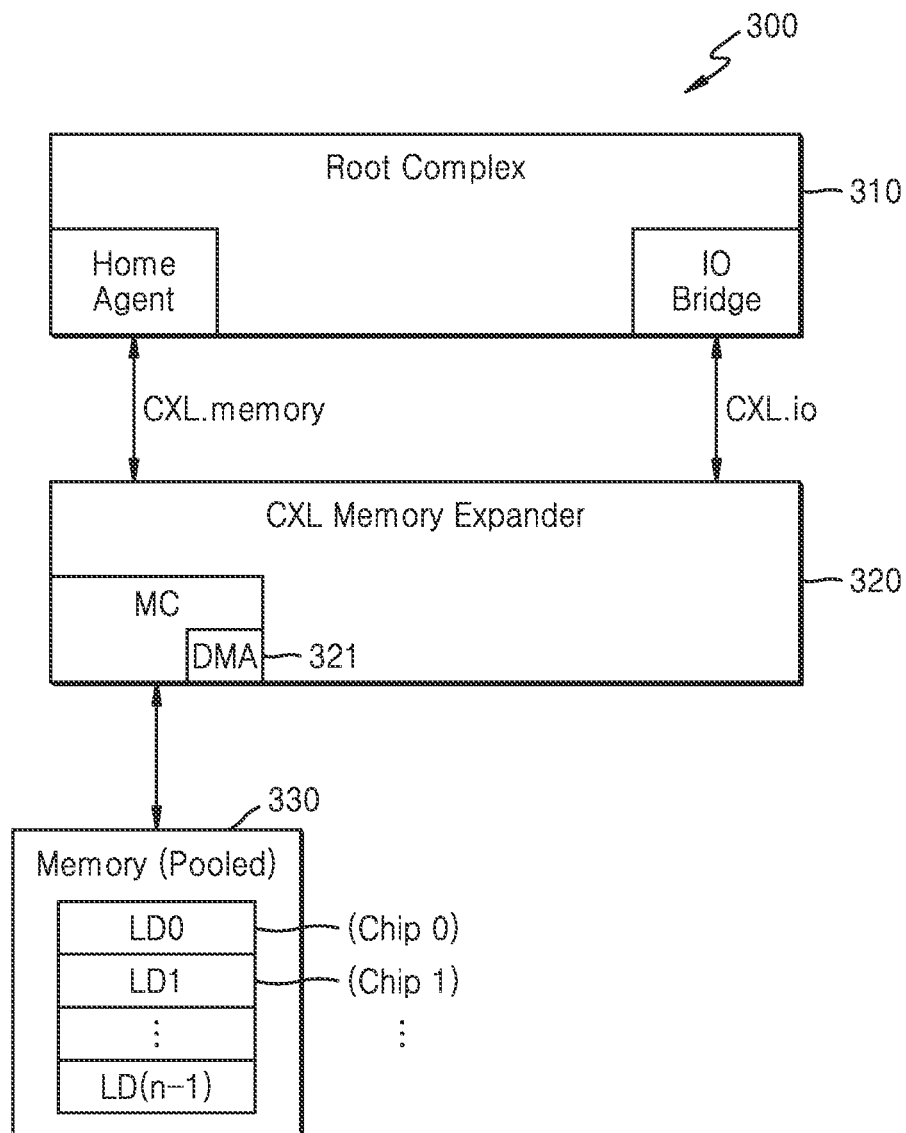 300
Root Complex
310
Home
Agent
IO
Bridge
CXL.memory
CXL.io
CXL Memory Expander
320
MC
DMA
321
330
Memory (Pooled)
LD0
(Chip 0)
LD1
(Chip 1)
⋮
⋮
LD(n-1)